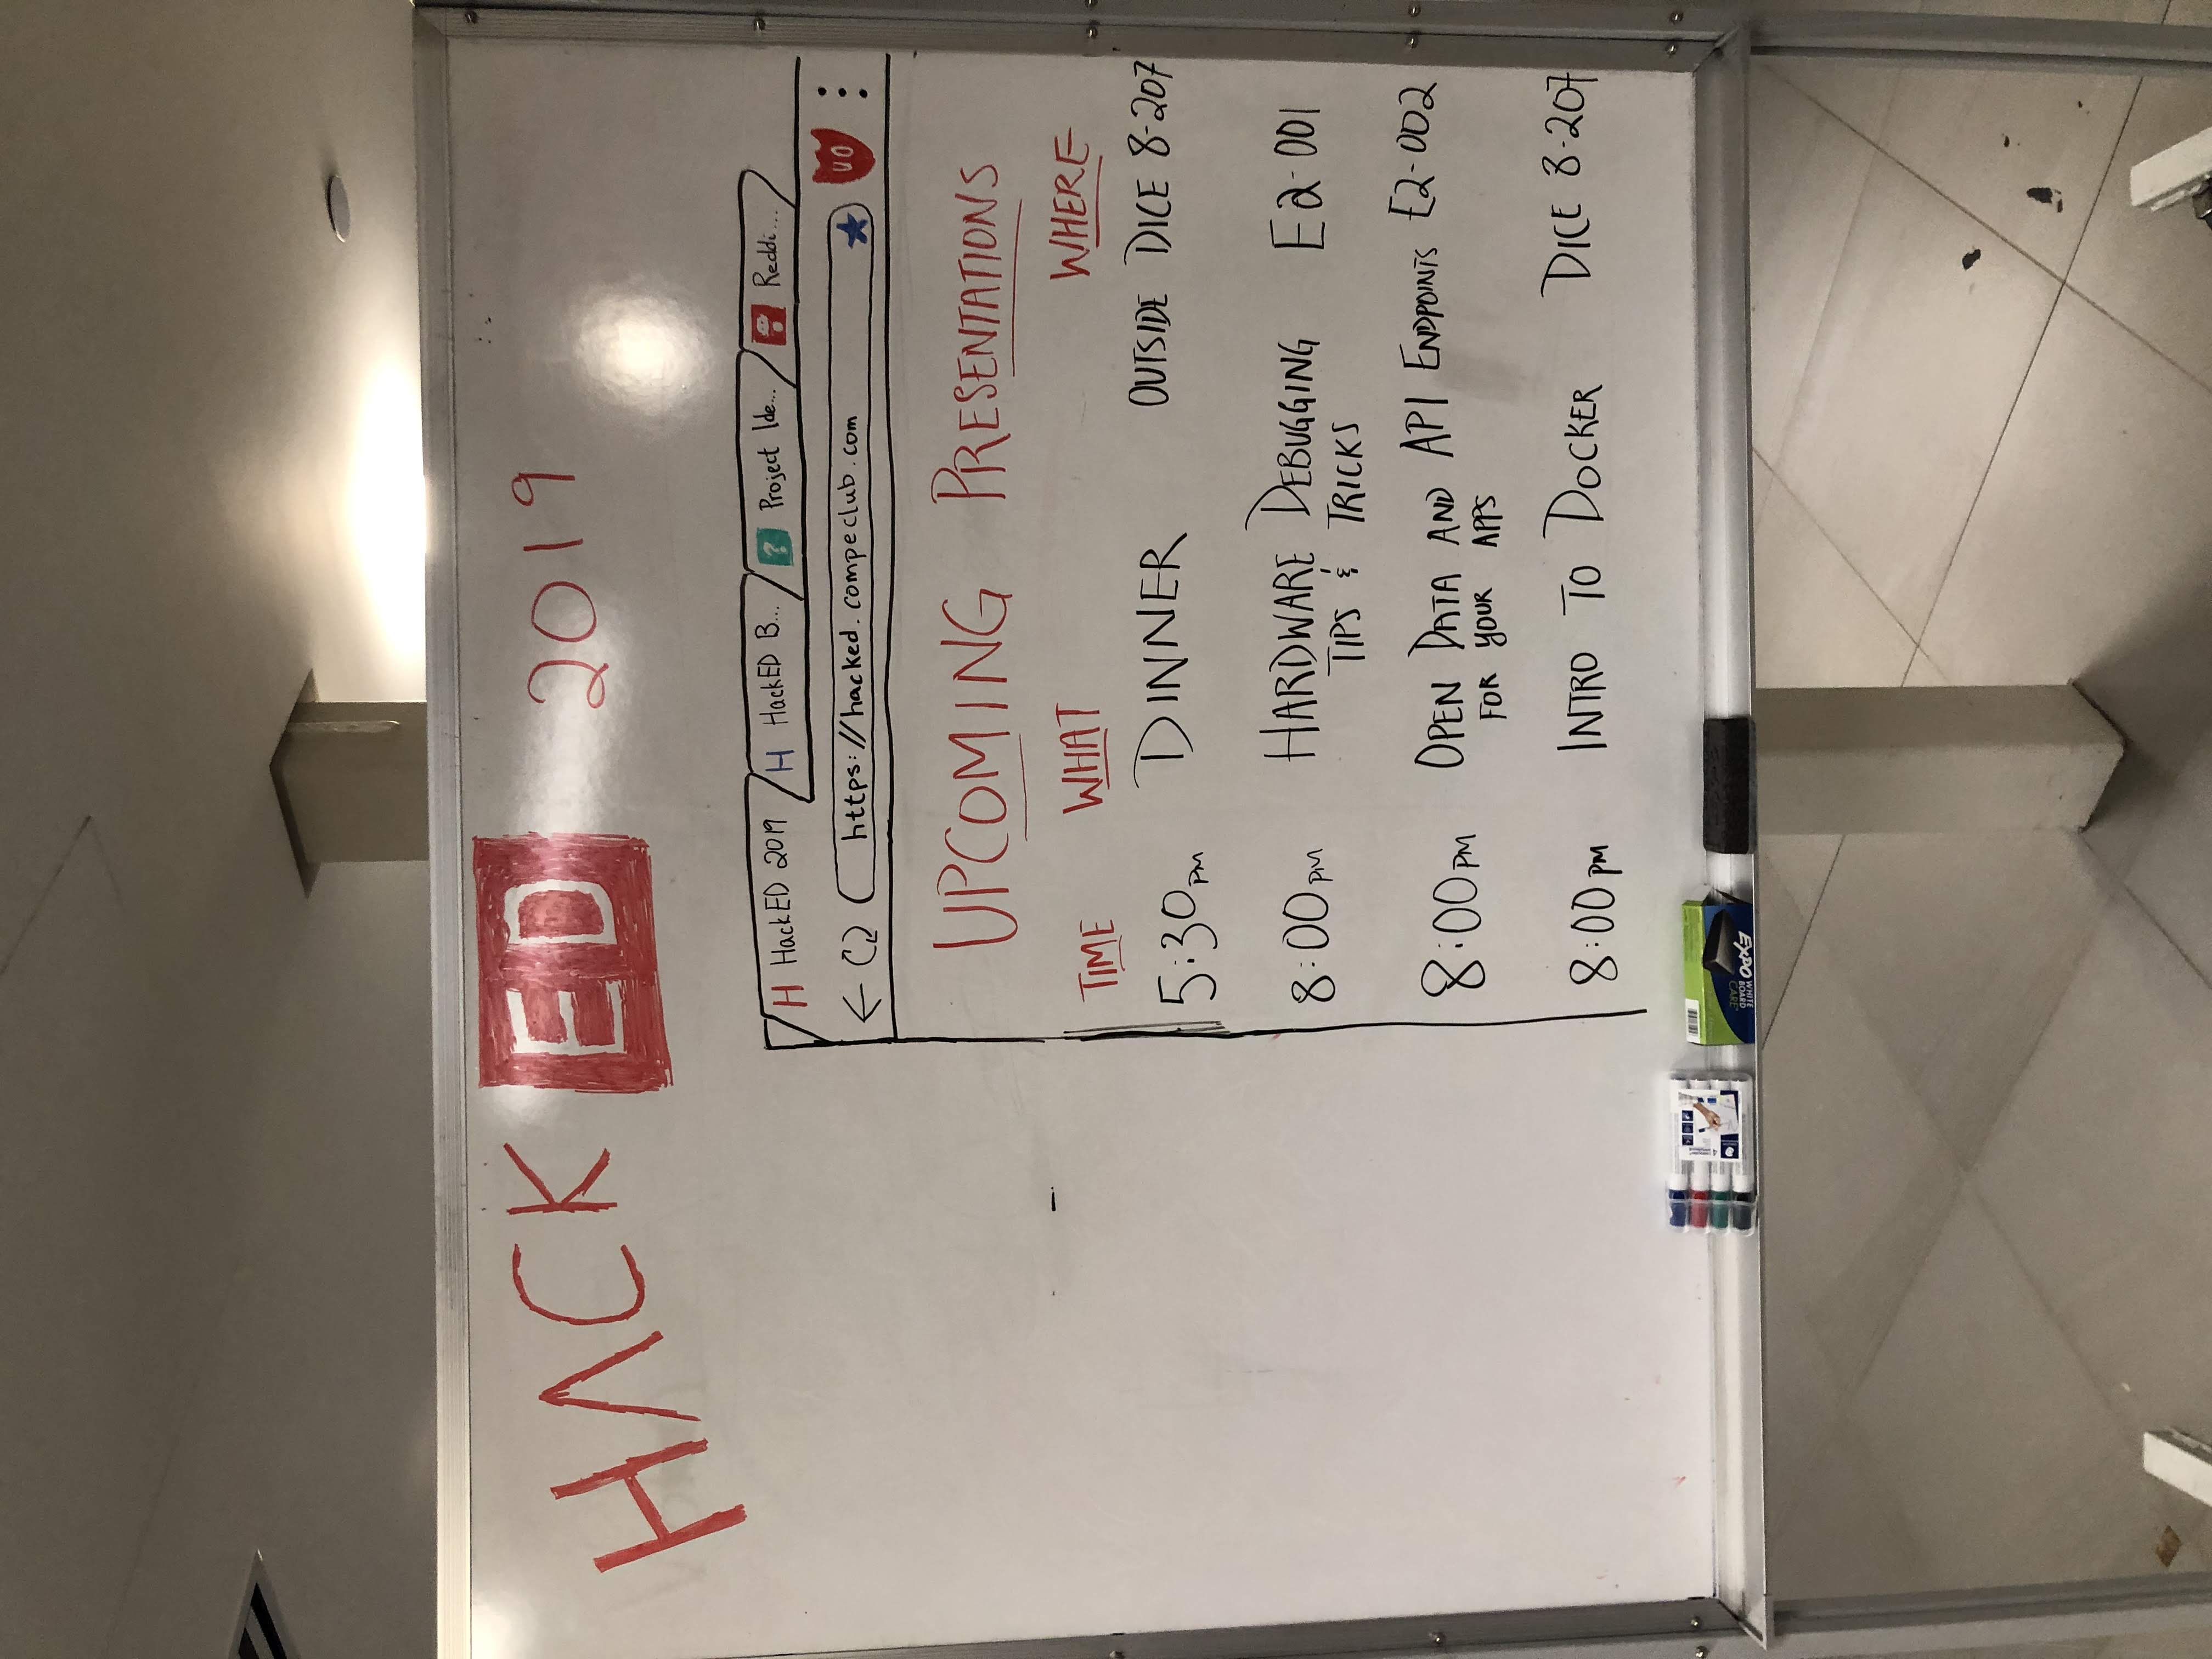 HACKED 2019
H HackED 2019 H HackED B... ? Project Ide... Reddi...
https://hacked.compeclub.com UO
UPCOMING PRESENTATIONS
TIME WHAT WHERE
5:30PM DINNER OUTSIDE DICE 8-207
8:00PM HARDWARE DEBUGGING E2-001
TIPS & TRICKS
8:00PM OPEN DATA AND API ENDPOINTS E2-002
FOR YOUR APPS
8:00PM INTRO TO DOCKER DICE 8-207
EXPO
WHITE BOARD
CARE